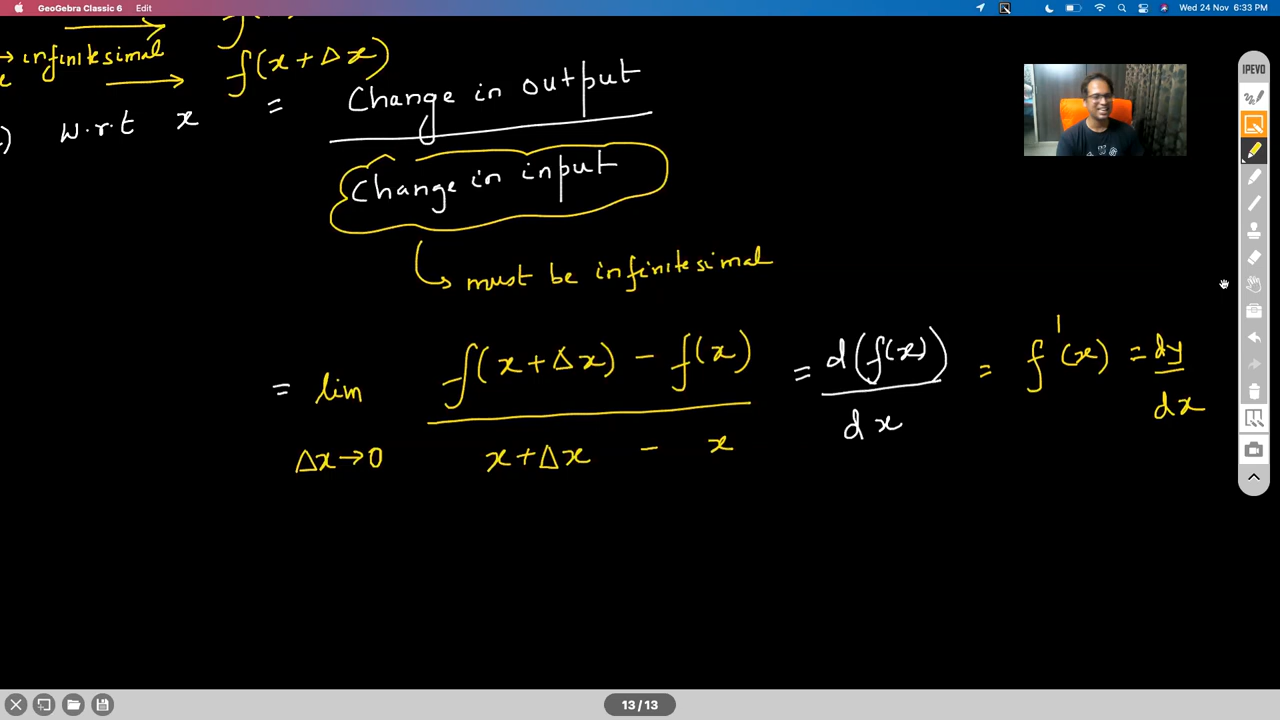 GeoGebra Classic 6 Edit Wed 24 Nov 6:33 PM
→ infinitesimal
f(x + Δx)
) w.r.t x = Change in output
Change in input
must be infinitesimal
= lim f(x+Δx) − f(x) = d(f(x)) = f'(x) = dy
Δx→0 x+Δx − x dx dx
IPEVO
13/13